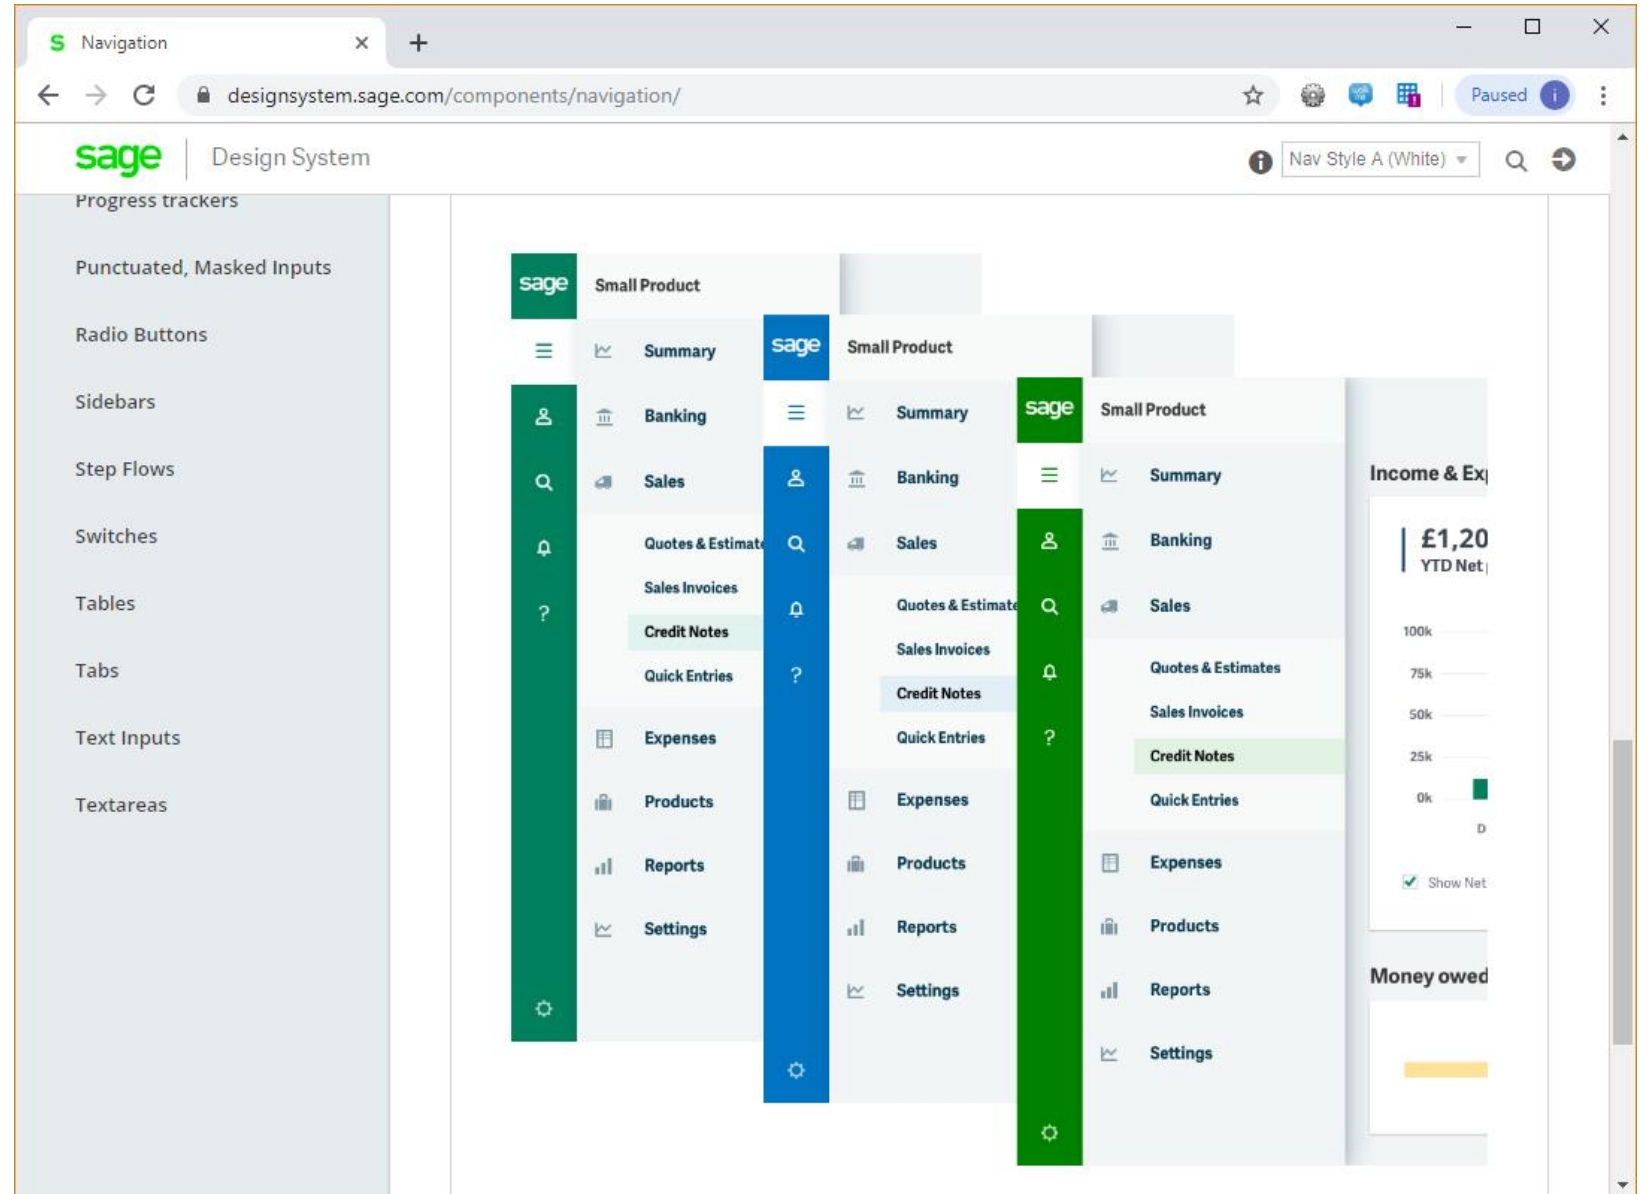 S Navigation
designsystem.sage.com/components/navigation/
Paused i
sage Design System
Nav Style A (White)
Progress trackers
Punctuated, Masked Inputs
Radio Buttons
Sidebars
Step Flows
Switches
Tables
Tabs
Text Inputs
Textareas
sage Small Product
Summary
Banking
Sales
Quotes & Estimate
Sales Invoices
Credit Notes
Quick Entries
Expenses
Products
Reports
Settings
?
sage Small Product
Summary
Banking
Sales
Quotes & Estimate
Sales Invoices
Credit Notes
Quick Entries
Expenses
Products
Reports
Settings
?
sage Small Product
Summary
Banking
Sales
Quotes & Estimates
Sales Invoices
Credit Notes
Quick Entries
Expenses
Products
Reports
Settings
?
Income & Ex
£1,20
YTD Net
100k
75k
50k
25k
0k
D
Show Net
Money owed